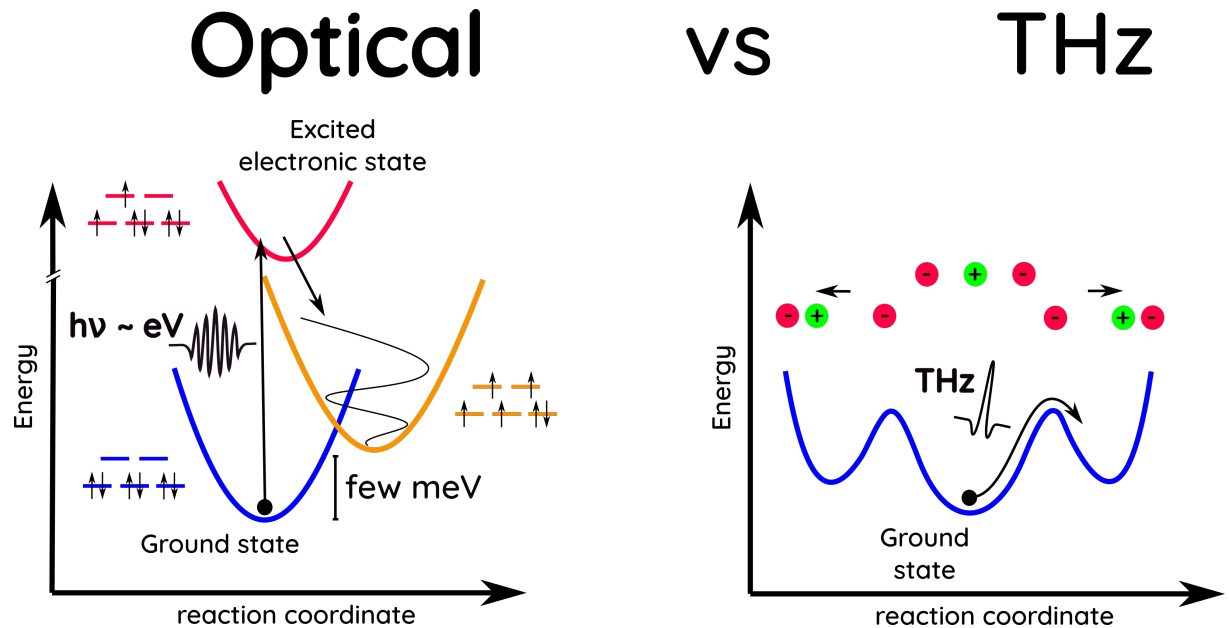 Optical vs THz
Excited
electronic state
hν ~ eV
Energy
few meV
Ground state
reaction coordinate
- + -
- + - - + -
THz
Energy
Ground
state
reaction coordinate